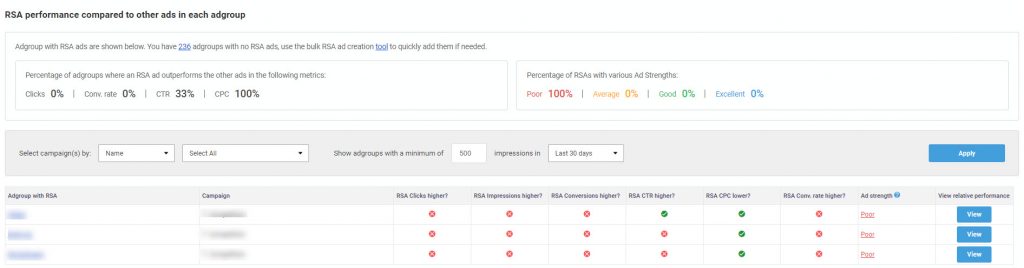 RSA performance compared to other ads in each adgroup
Adgroup with RSA ads are shown below. You have 236 adgroups with no RSA ads, use the bulk RSA ad creation tool to quickly add them if needed.
Percentage of adgroups where an RSA ad outperforms the other ads in the following metrics:
Clicks 0% | Conv. rate 0% | CTR 33% | CPC 100%
Percentage of RSAs with various Ad Strengths:
Poor 100% | Average 0% | Good 0% | Excellent 0%
Select campaign(s) by: Name Select All Show adgroups with a minimum of 500 impressions in Last 30 days Apply
Adgroup with RSA Campaign RSA Clicks higher? RSA Impressions higher? RSA Conversions higher? RSA CTR higher? RSA CPC lower? RSA Conv. rate higher? Ad strength ? View relative performance
Poor View
Poor View
Poor View